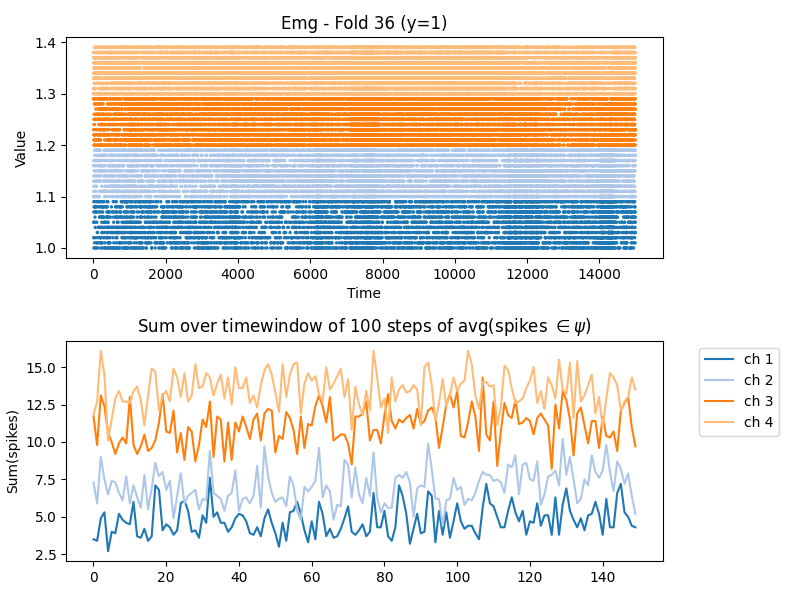 Emg - Fold 36 (y=1)
1.4
1.3
1.2
1.1
1.0
Value
0 2000 4000 6000 8000 10000 12000 14000
Time
Sum over timewindow of 100 steps of avg(spikes ∈ ψ)
15.0
12.5
10.0
7.5
5.0
2.5
Sum(spikes)
0 20 40 60 80 100 120 140
ch 1
ch 2
ch 3
ch 4